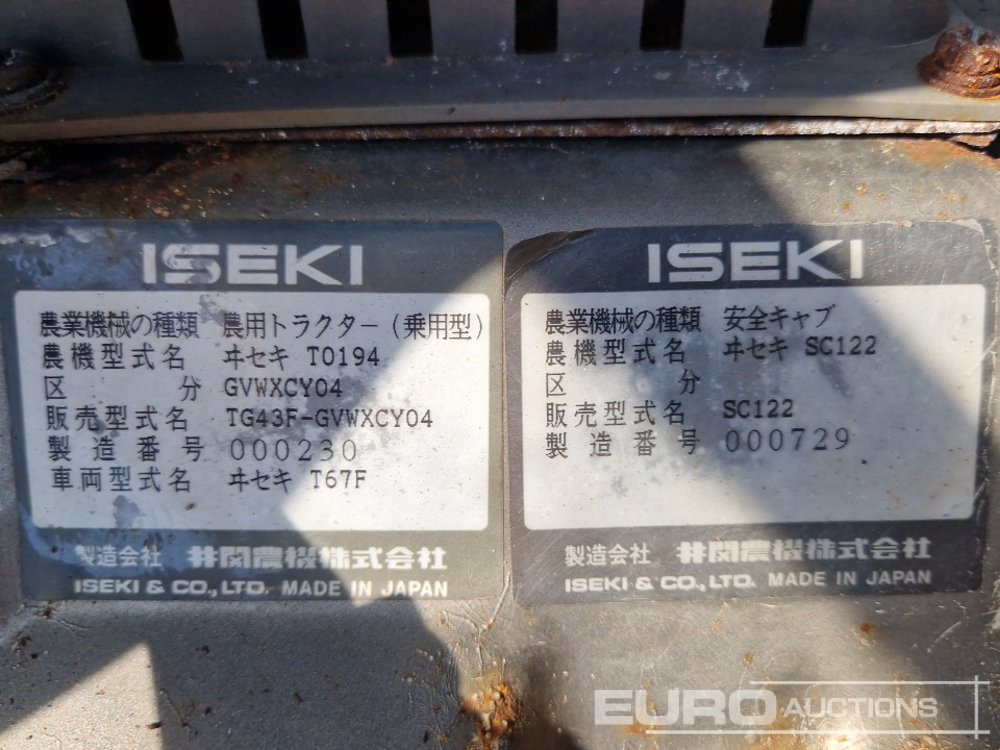 ISEKI
農業機械の種類 農用トラクター(乗用型)
農機型式名 ヰセキ T0194
区 分 GVWXCY04
販売型式名 TG43F-GVWXCY04
製造番号 000230
車両型式名 ヰセキ T67F
製造会社 井関農機株式会社
ISEKI & CO.,LTD. MADE IN JAPAN
ISEKI
農業機械の種類 安全キャブ
農機型式名 ヰセキ SC122
区 分
販売型式名 SC122
製造番号 000729
製造会社 井関農機株式会社
ISEKI & CO.,LTD. MADE IN JAPAN
EURO AUCTIONS